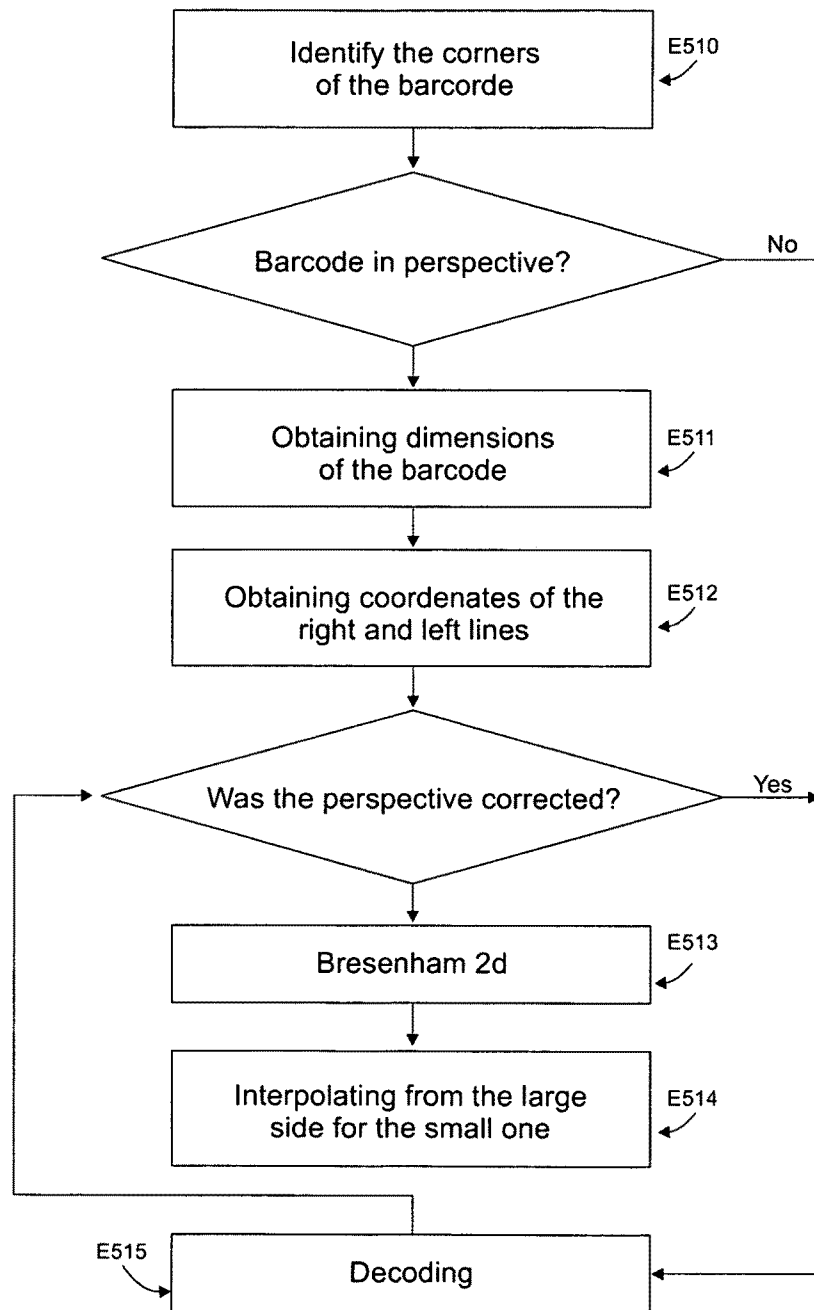 Identify the corners
of the barcorde
E510
Barcode in perspective?
No
Obtaining dimensions
of the barcode
E511
Obtaining coordenates of the
right and left lines
E512
Was the perspective corrected?
Yes
Bresenham 2d
E513
Interpolating from the large
side for the small one
E514
E515
Decoding